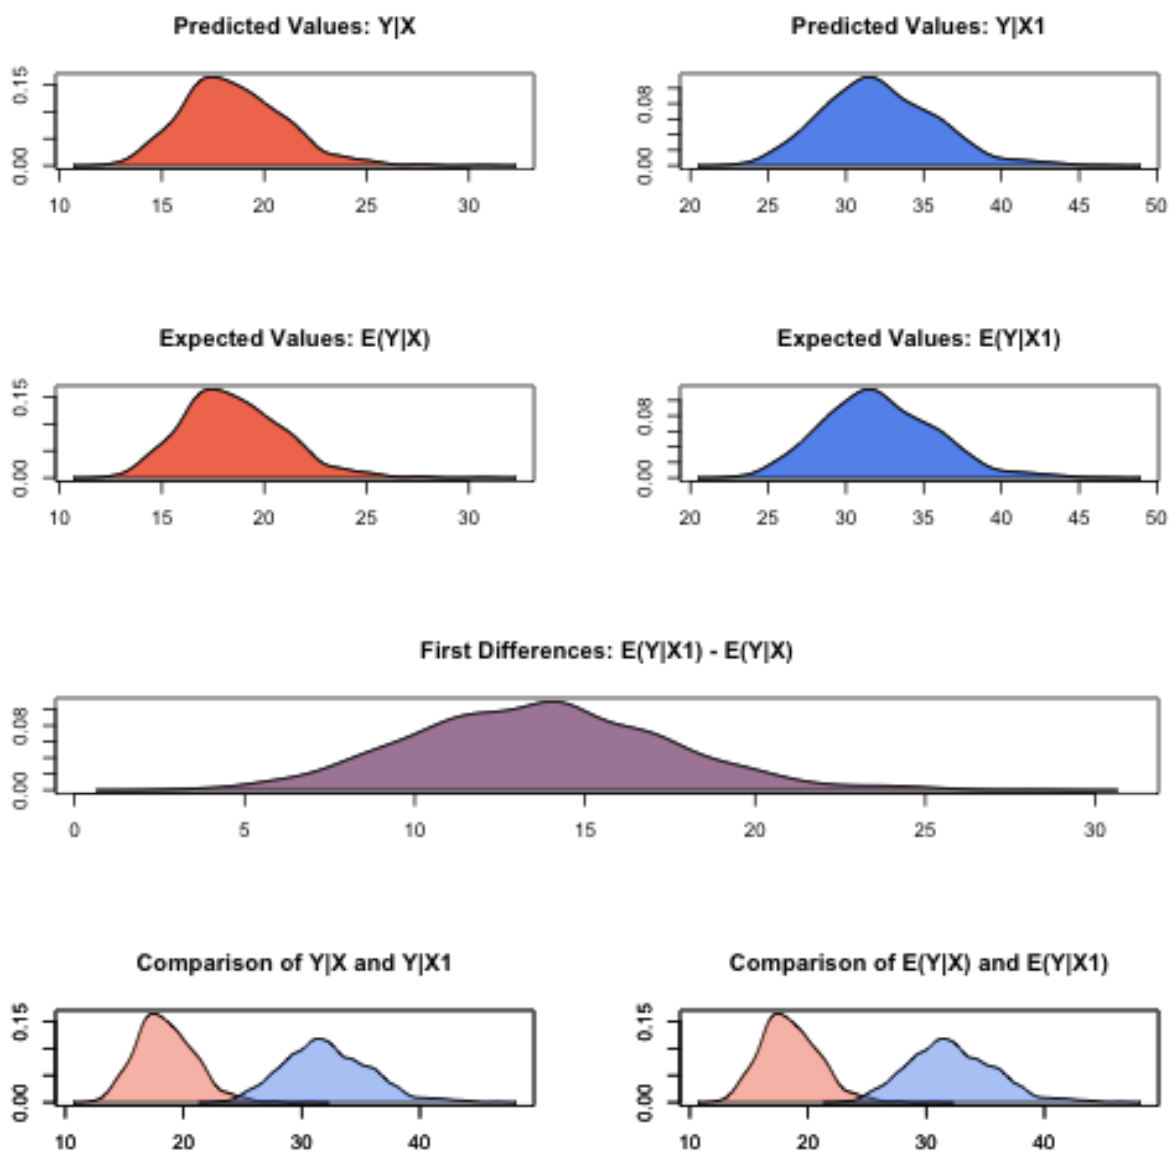 Predicted Values: Y|X
0.00 0.15
10 15 20 25 30
Predicted Values: Y|X1
0.00 0.08
20 25 30 35 40 45 50
Expected Values: E(Y|X)
0.00 0.15
10 15 20 25 30
Expected Values: E(Y|X1)
0.00 0.08
20 25 30 35 40 45 50
First Differences: E(Y|X1) - E(Y|X)
0.00 0.08
0 5 10 15 20 25 30
Comparison of Y|X and Y|X1
0.00 0.15
10 20 30 40
Comparison of E(Y|X) and E(Y|X1)
0.00 0.15
10 20 30 40